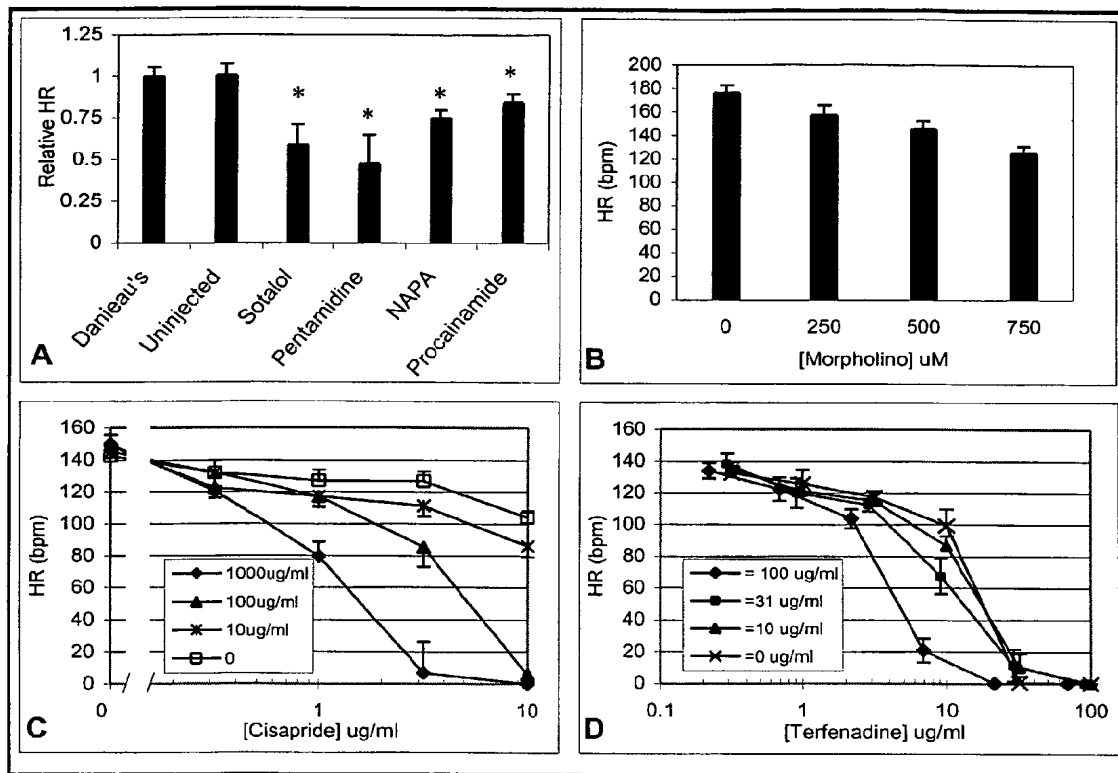 1.25
1
0.75
0.5
0.25
0
Relative HR
*
*
*
*
Danieau's
Uninjected
Sotalol
Pentamidine
NAPA
Procainamide
A
200
180
160
140
120
100
80
60
40
20
0
HR (bpm)
0 250 500 750
[Morpholino] uM
B
160
140
120
100
80
60
40
20
0
HR (bpm)
1000ug/ml
100ug/ml
10ug/ml
0
0 1 10
[Cisapride] ug/ml
C
160
140
120
100
80
60
40
20
0
HR (bpm)
= 100 ug/ml
=31 ug/ml
=10 ug/ml
=0 ug/ml
0.1 1 10 100
[Terfenadine] ug/ml
D